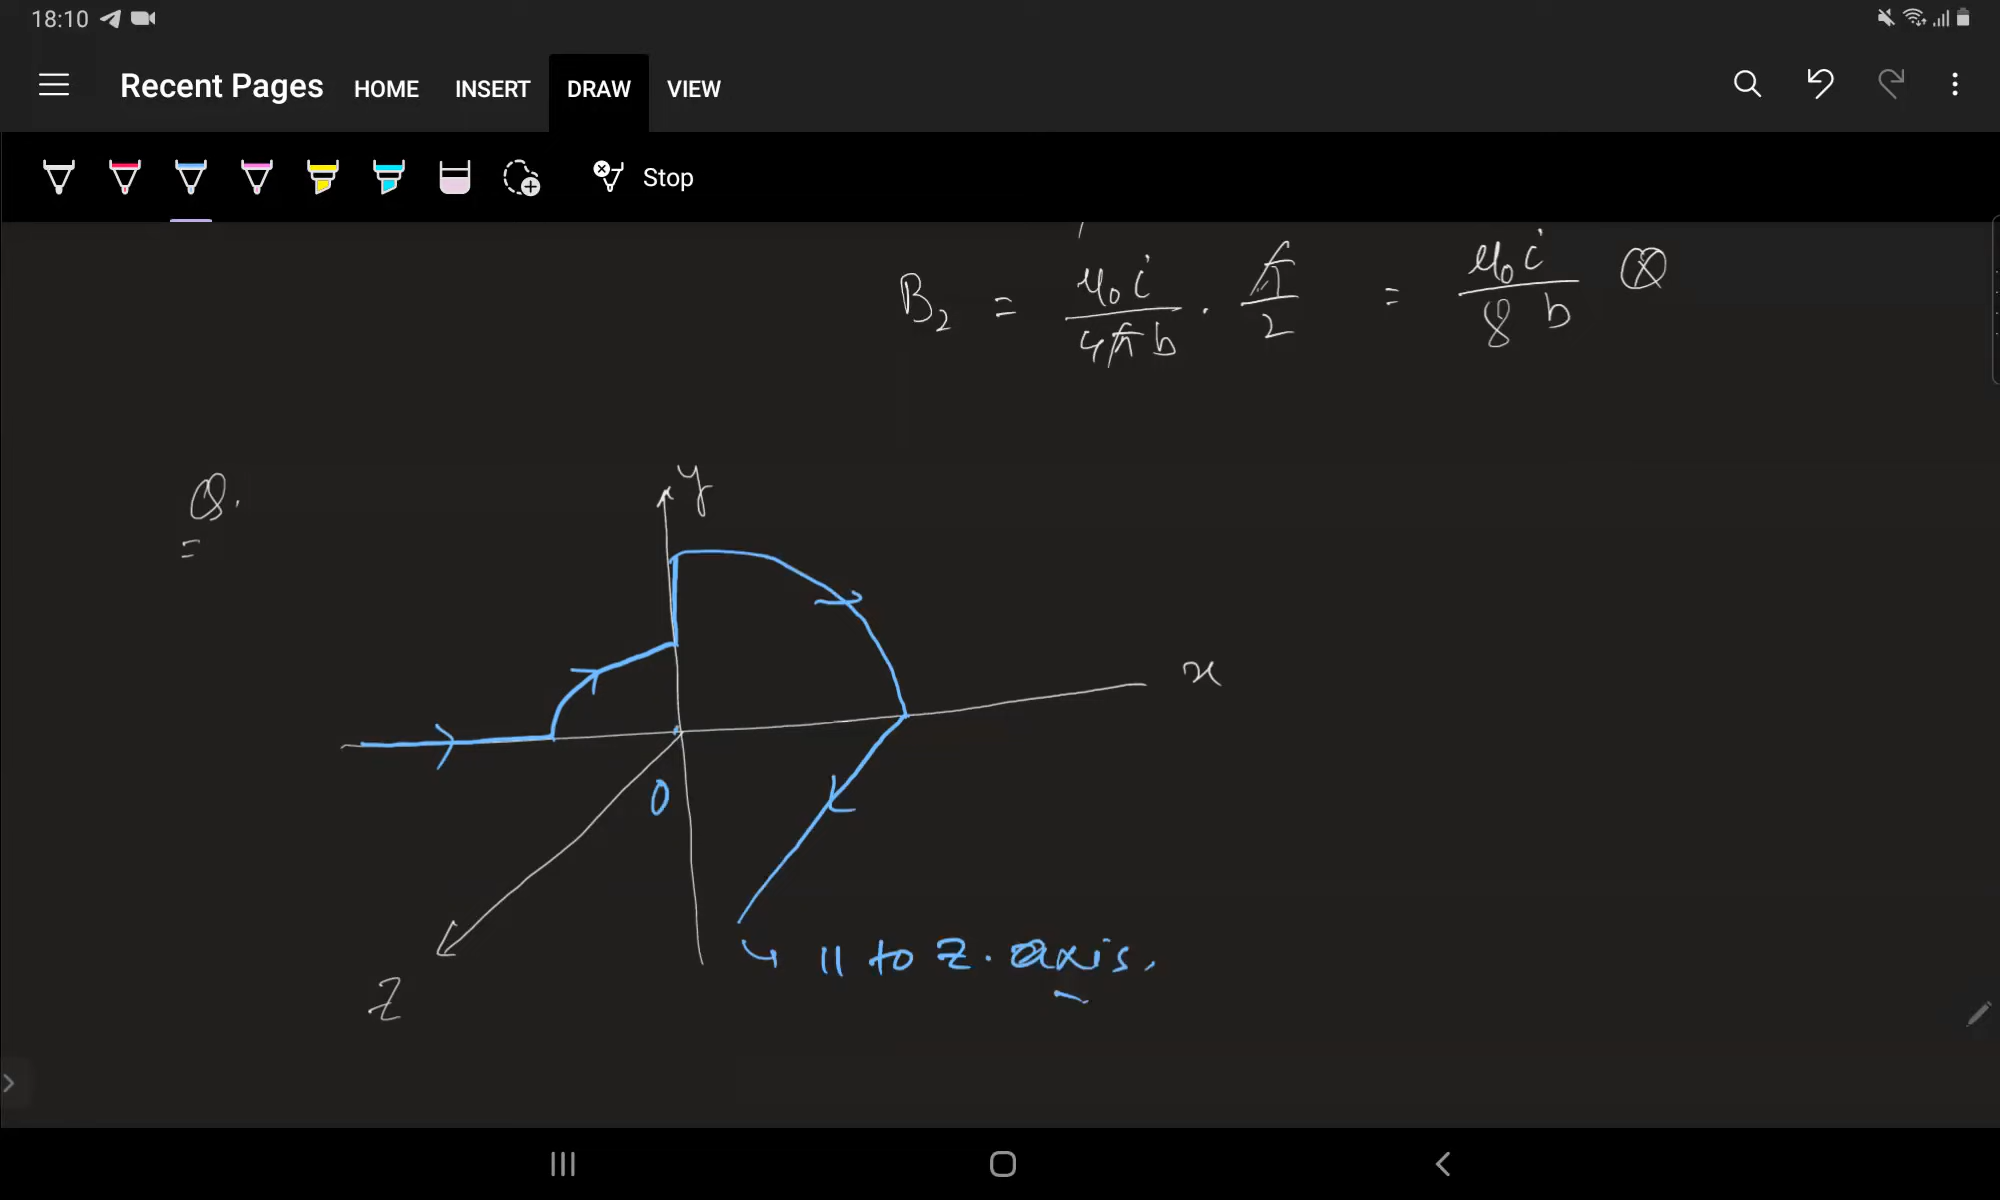 18:10
Recent Pages HOME INSERT DRAW VIEW
Stop
B₂ = μ₀i / 4πb · π / 2 = μ₀i / 8b ⊗
Q.
y
x
O
z
↳ || to z. axis.